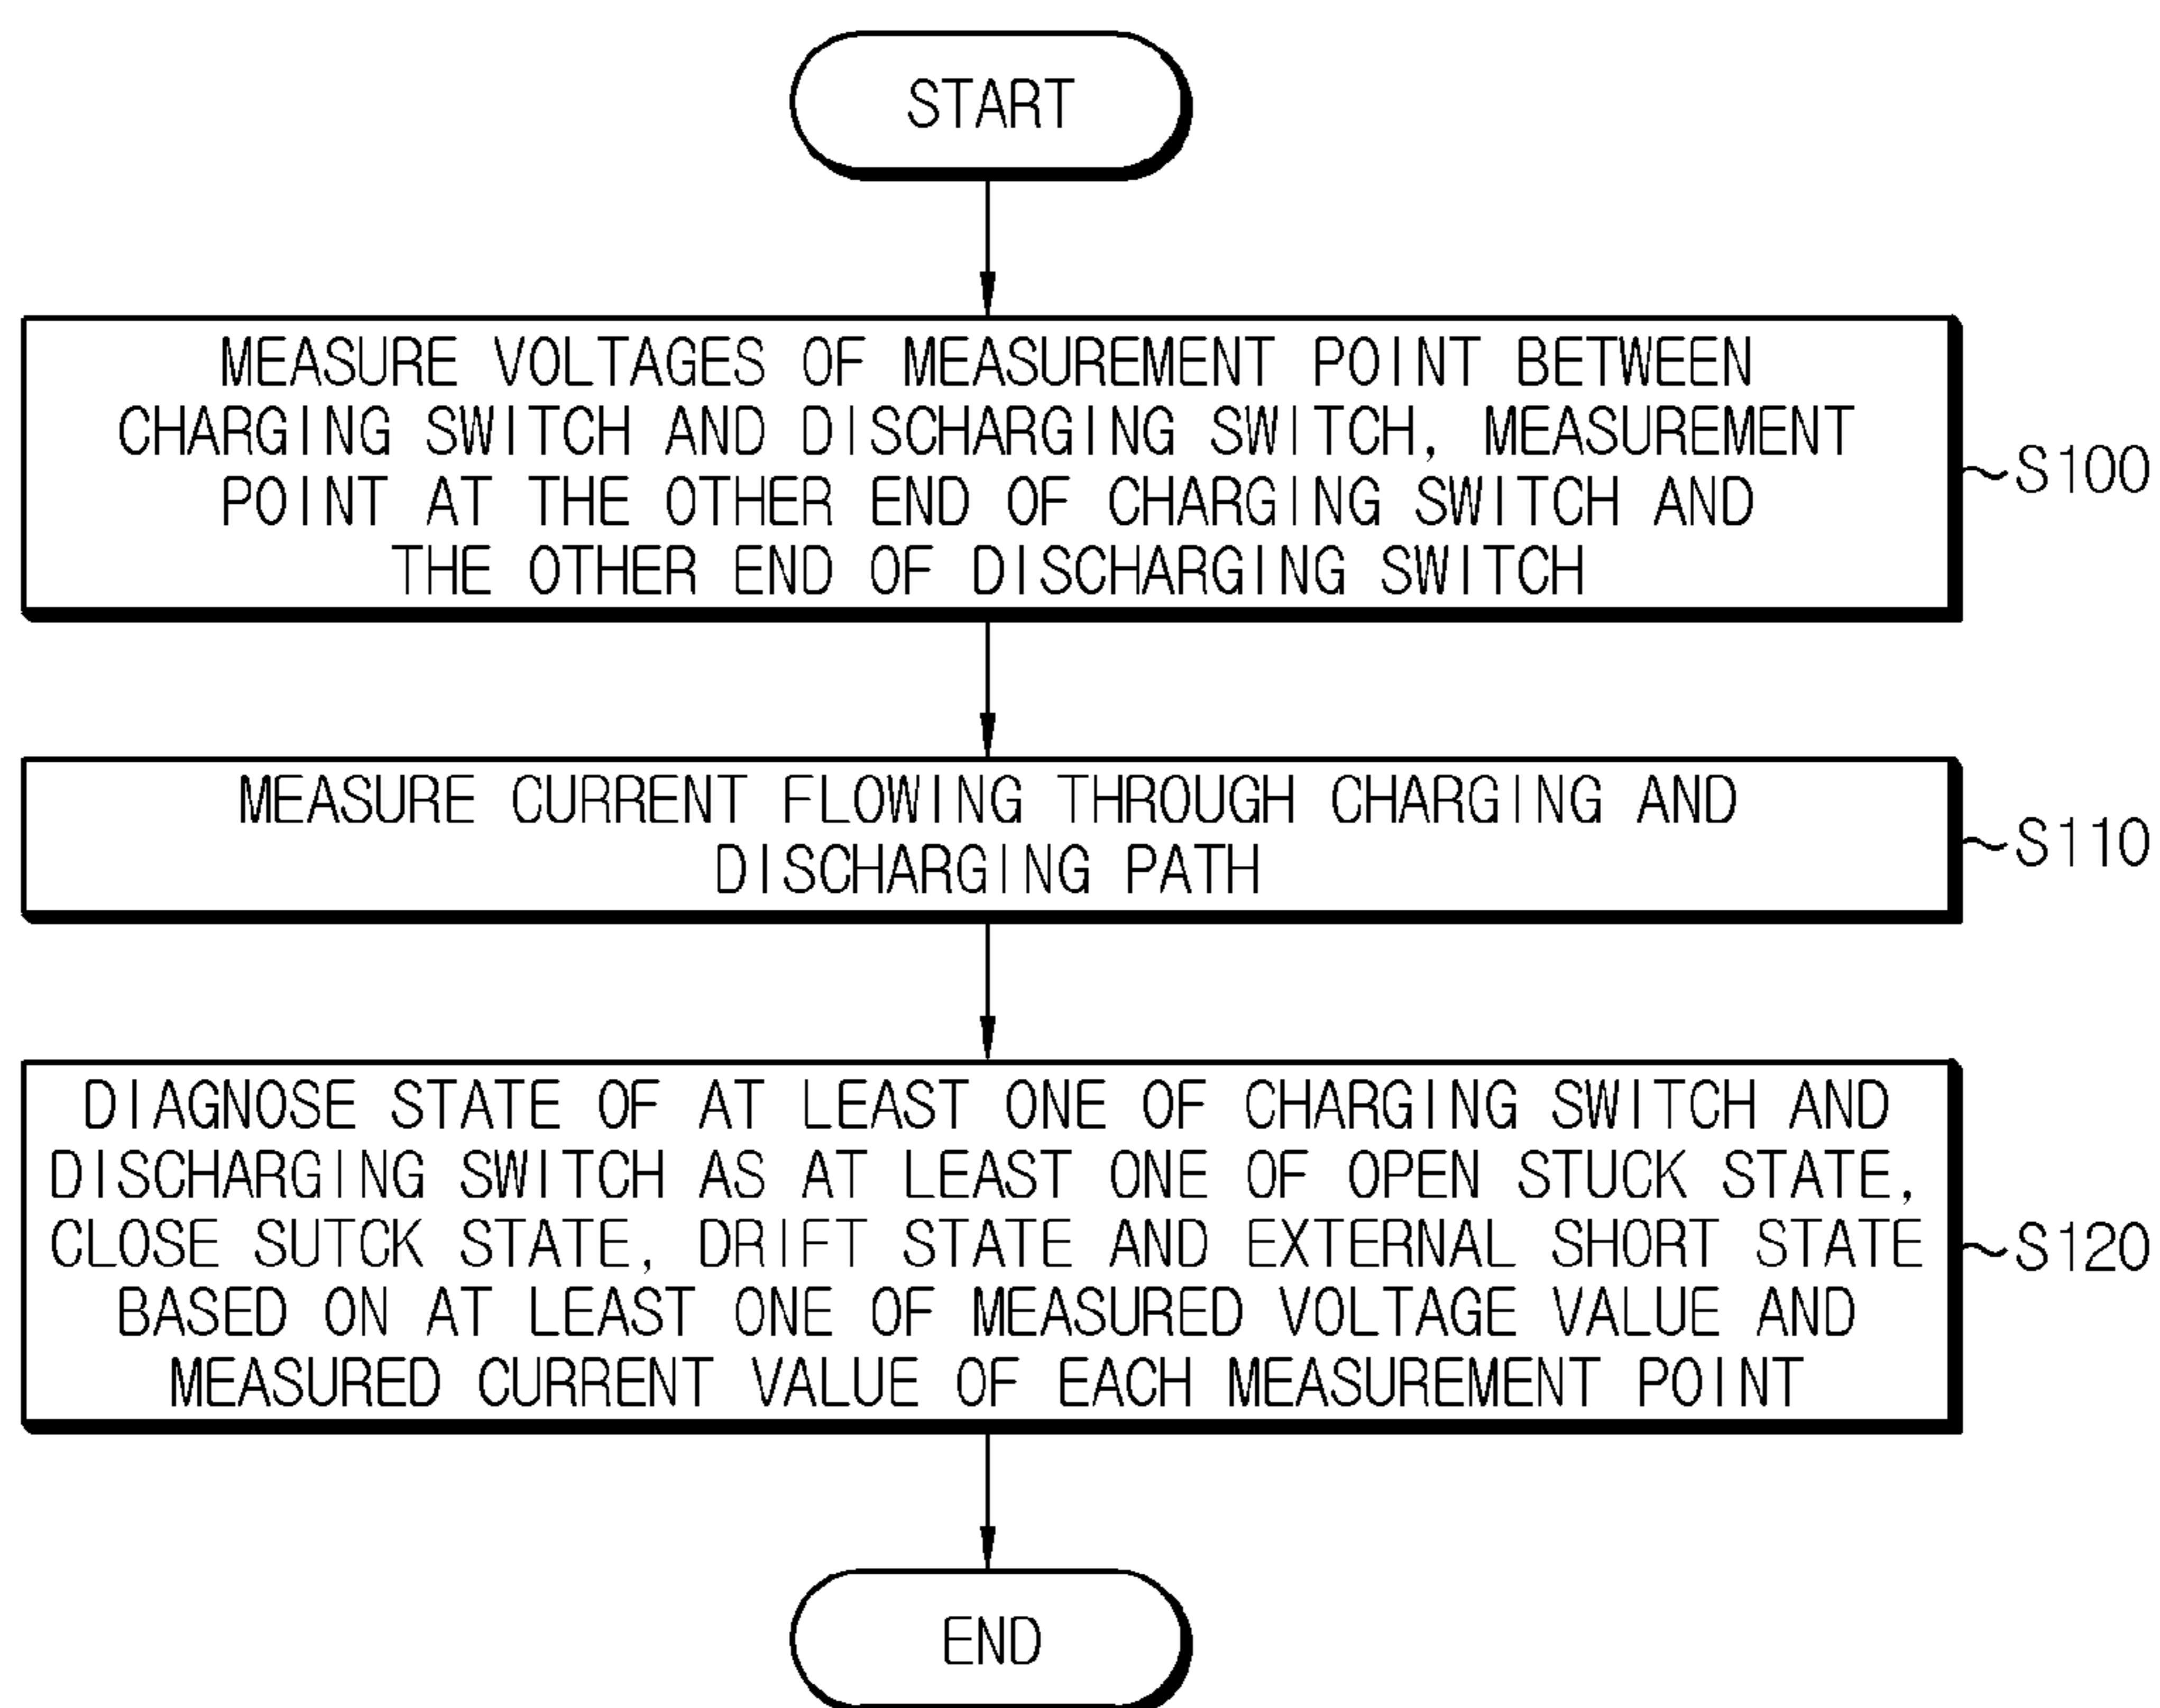 START
MEASURE VOLTAGES OF MEASUREMENT POINT BETWEEN
CHARGING SWITCH AND DISCHARGING SWITCH, MEASUREMENT
POINT AT THE OTHER END OF CHARGING SWITCH AND
THE OTHER END OF DISCHARGING SWITCH
S100
MEASURE CURRENT FLOWING THROUGH CHARGING AND
DISCHARGING PATH
S110
DIAGNOSE STATE OF AT LEAST ONE OF CHARGING SWITCH AND
DISCHARGING SWITCH AS AT LEAST ONE OF OPEN STUCK STATE,
CLOSE SUTCK STATE, DRIFT STATE AND EXTERNAL SHORT STATE
BASED ON AT LEAST ONE OF MEASURED VOLTAGE VALUE AND
MEASURED CURRENT VALUE OF EACH MEASUREMENT POINT
S120
END